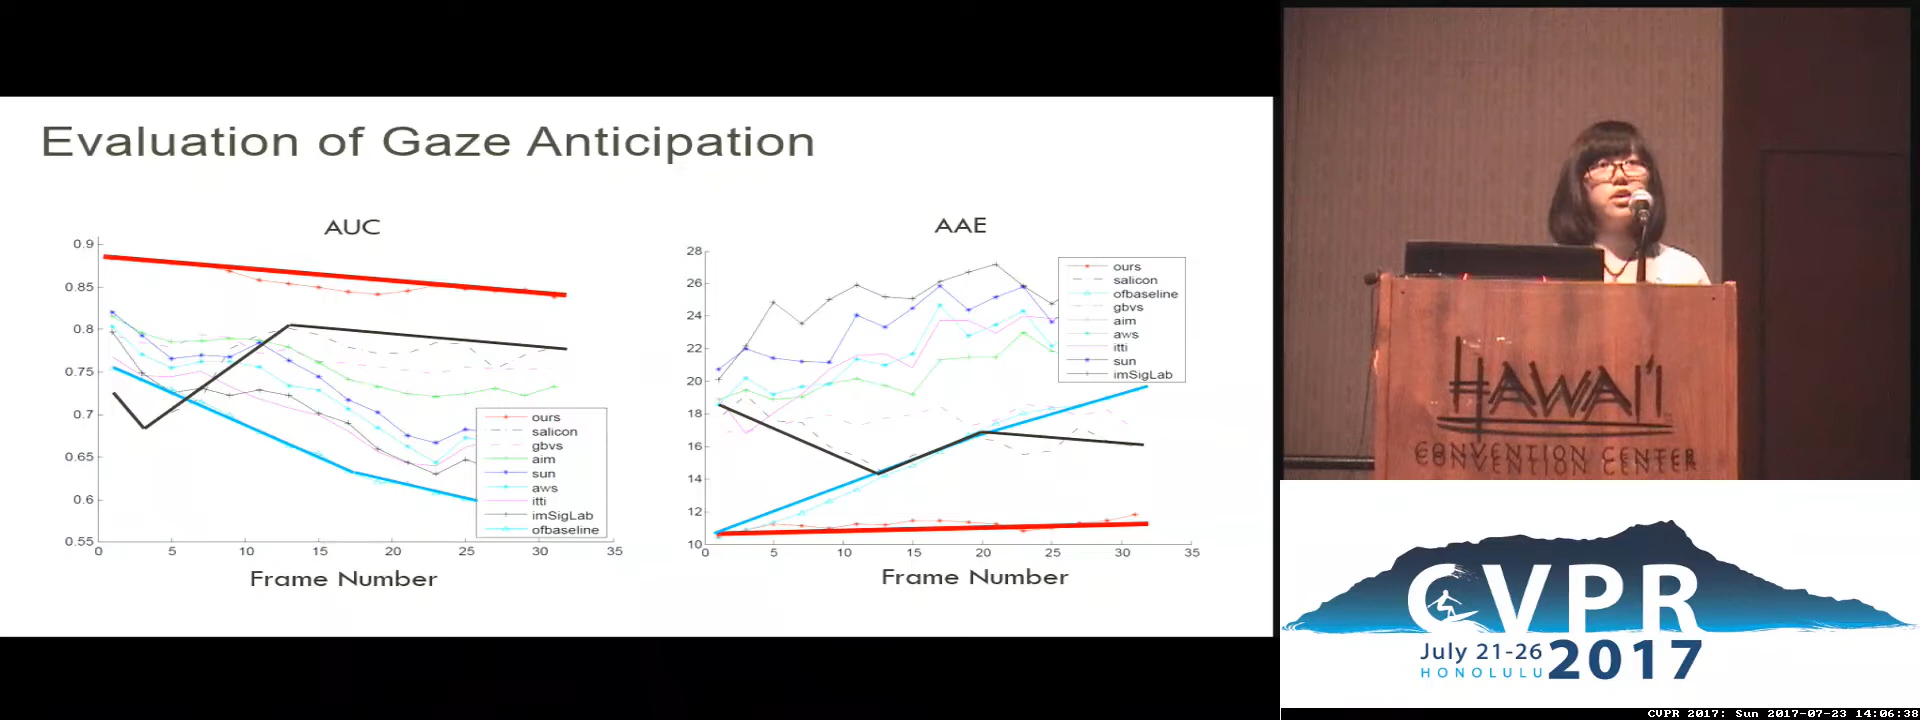 Evaluation of Gaze Anticipation
AUC
0.9
0.85
0.8
0.75
0.7
0.65
0.6
0.55
0
5
10
15
20
25
30
35
Frame Number
ours
salicon
gbvs
aim
sun
aws
itti
imSigLab
ofbaseline
AAE
28
26
24
22
20
18
16
14
12
10
0
5
10
15
20
25
30
35
Frame Number
ours
salicon
ofbaseline
gbvs
aim
aws
itti
sun
imSigLab
HAWAI'I
CONVENTION CENTER
CVPR
July 21-26
HONOLULU
2017
CVPR 2017: Sun 2017-07-23 14:06:38